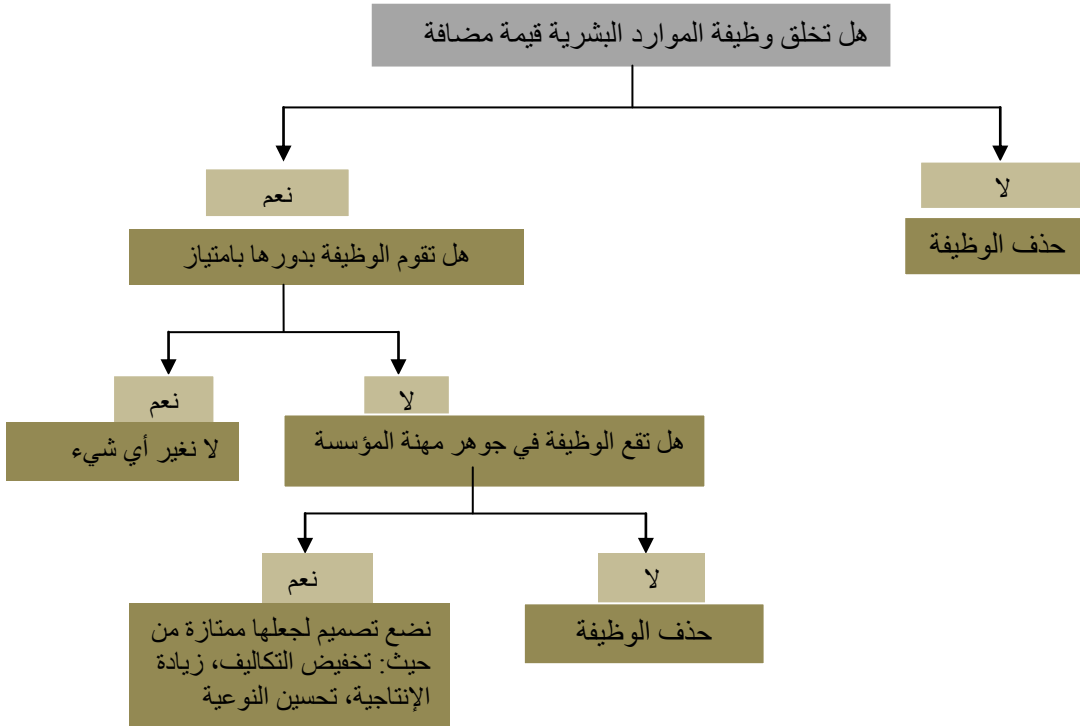 هل تخلق وظيفة الموارد البشرية قيمة مضافة
لا
نعم
حذف الوظيفة
هل تقوم الوظيفة بدورها بامتياز
لا
نعم
هل تقع الوظيفة في جوهر مهنة المؤسسة
لا نغير أي شيء
لا
نعم
حذف الوظيفة
نضع تصميم لجعلها ممتازة من
حيث: تخفيض التكاليف، زيادة
الإنتاجية، تحسين النوعية